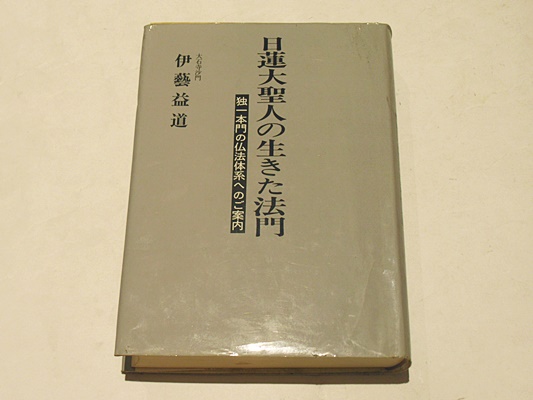 日蓮大聖人の生きた法門
独一本門の仏法体系へのご案内
大石寺沙門
伊藝益道